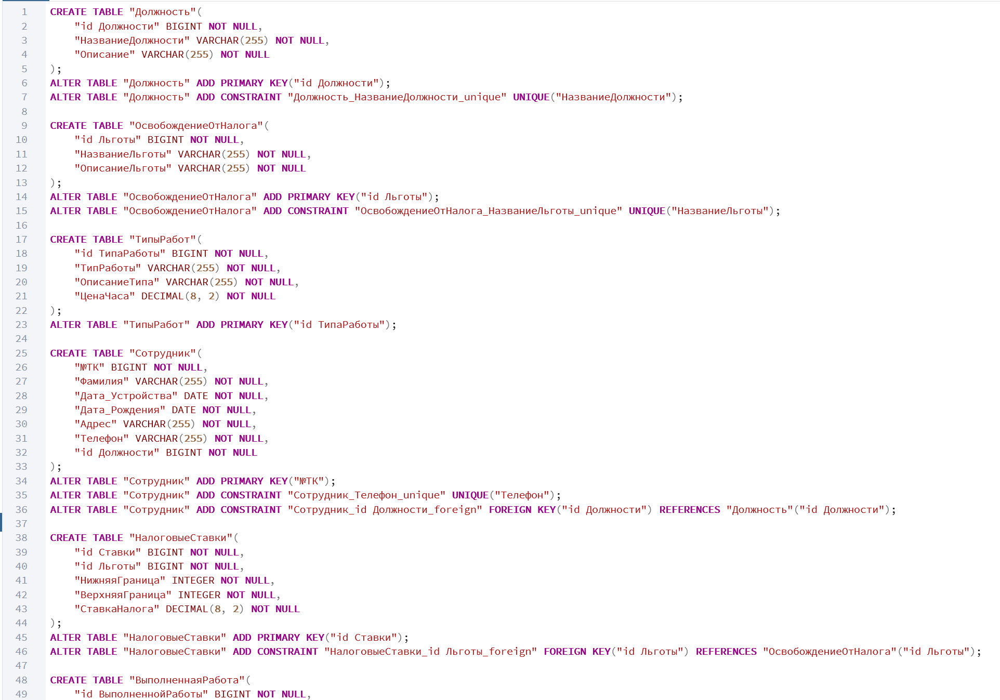 1 CREATE TABLE "Должность"(
2 "id Должности" BIGINT NOT NULL,
3 "НазваниеДолжности" VARCHAR(255) NOT NULL,
4 "Описание" VARCHAR(255) NOT NULL
5 );
6 ALTER TABLE "Должность" ADD PRIMARY KEY("id Должности");
7 ALTER TABLE "Должность" ADD CONSTRAINT "Должность_НазваниеДолжности_unique" UNIQUE("НазваниеДолжности");
8
9 CREATE TABLE "ОсвобождениеОтНалога"(
10 "id Льготы" BIGINT NOT NULL,
11 "НазваниеЛьготы" VARCHAR(255) NOT NULL,
12 "ОписаниеЛьготы" VARCHAR(255) NOT NULL
13 );
14 ALTER TABLE "ОсвобождениеОтНалога" ADD PRIMARY KEY("id Льготы");
15 ALTER TABLE "ОсвобождениеОтНалога" ADD CONSTRAINT "ОсвобождениеОтНалога_НазваниеЛьготы_unique" UNIQUE("НазваниеЛьготы");
16
17 CREATE TABLE "ТипыРабот"(
18 "id ТипаРаботы" BIGINT NOT NULL,
19 "ТипРаботы" VARCHAR(255) NOT NULL,
20 "ОписаниеТипа" VARCHAR(255) NOT NULL,
21 "ЦенаЧаса" DECIMAL(8, 2) NOT NULL
22 );
23 ALTER TABLE "ТипыРабот" ADD PRIMARY KEY("id ТипаРаботы");
24
25 CREATE TABLE "Сотрудник"(
26 "№ТК" BIGINT NOT NULL,
27 "Фамилия" VARCHAR(255) NOT NULL,
28 "Дата_Устройства" DATE NOT NULL,
29 "Дата_Рождения" DATE NOT NULL,
30 "Адрес" VARCHAR(255) NOT NULL,
31 "Телефон" VARCHAR(255) NOT NULL,
32 "id Должности" BIGINT NOT NULL
33 );
34 ALTER TABLE "Сотрудник" ADD PRIMARY KEY("№ТК");
35 ALTER TABLE "Сотрудник" ADD CONSTRAINT "Сотрудник_Телефон_unique" UNIQUE("Телефон");
36 ALTER TABLE "Сотрудник" ADD CONSTRAINT "Сотрудник_id Должности_foreign" FOREIGN KEY("id Должности") REFERENCES "Должность"("id Должности");
37
38 CREATE TABLE "НалоговыеСтавки"(
39 "id Ставки" BIGINT NOT NULL,
40 "id Льготы" BIGINT NOT NULL,
41 "НижняяГраница" INTEGER NOT NULL,
42 "ВерхняяГраница" INTEGER NOT NULL,
43 "СтавкаНалога" DECIMAL(8, 2) NOT NULL
44 );
45 ALTER TABLE "НалоговыеСтавки" ADD PRIMARY KEY("id Ставки");
46 ALTER TABLE "НалоговыеСтавки" ADD CONSTRAINT "НалоговыеСтавки_id Льготы_foreign" FOREIGN KEY("id Льготы") REFERENCES "ОсвобождениеОтНалога"("id Льготы");
47
48 CREATE TABLE "ВыполненнаяРабота"(
49 "id ВыполненнойРаботы" BIGINT NOT NULL,